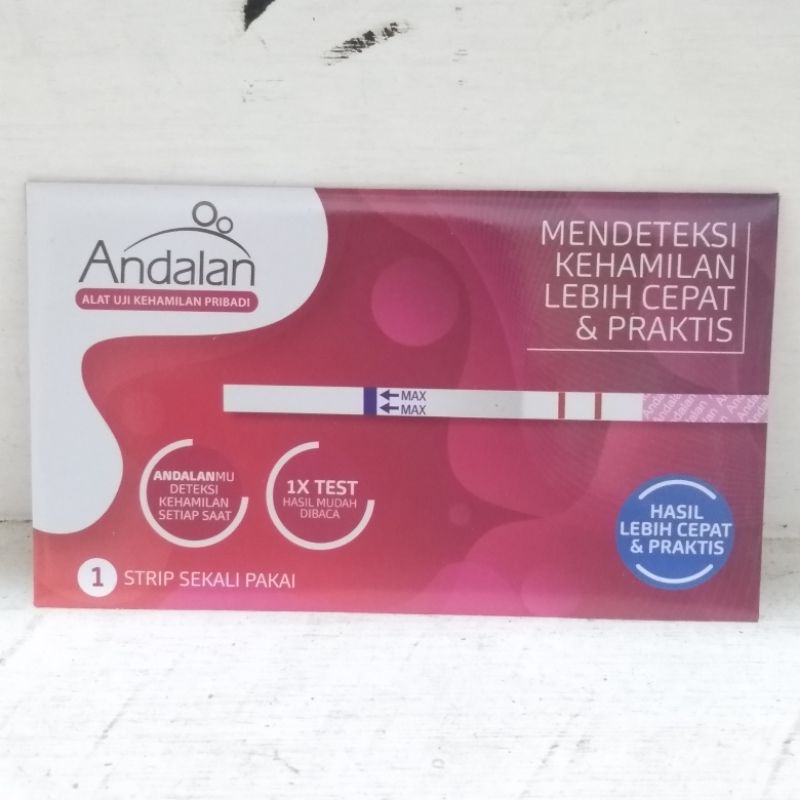 Andalan
ALAT UJI KEHAMILAN PRIBADI
MENDETEKSI
KEHAMILAN
LEBIH CEPAT
& PRAKTIS
MAX
MAX
Andalan
ANDALANMU
DETEKSI
KEHAMILAN
SETIAP SAAT
1X TEST
HASIL MUDAH
DIBACA
HASIL
LEBIH CEPAT
& PRAKTIS
1 STRIP SEKALI PAKAI